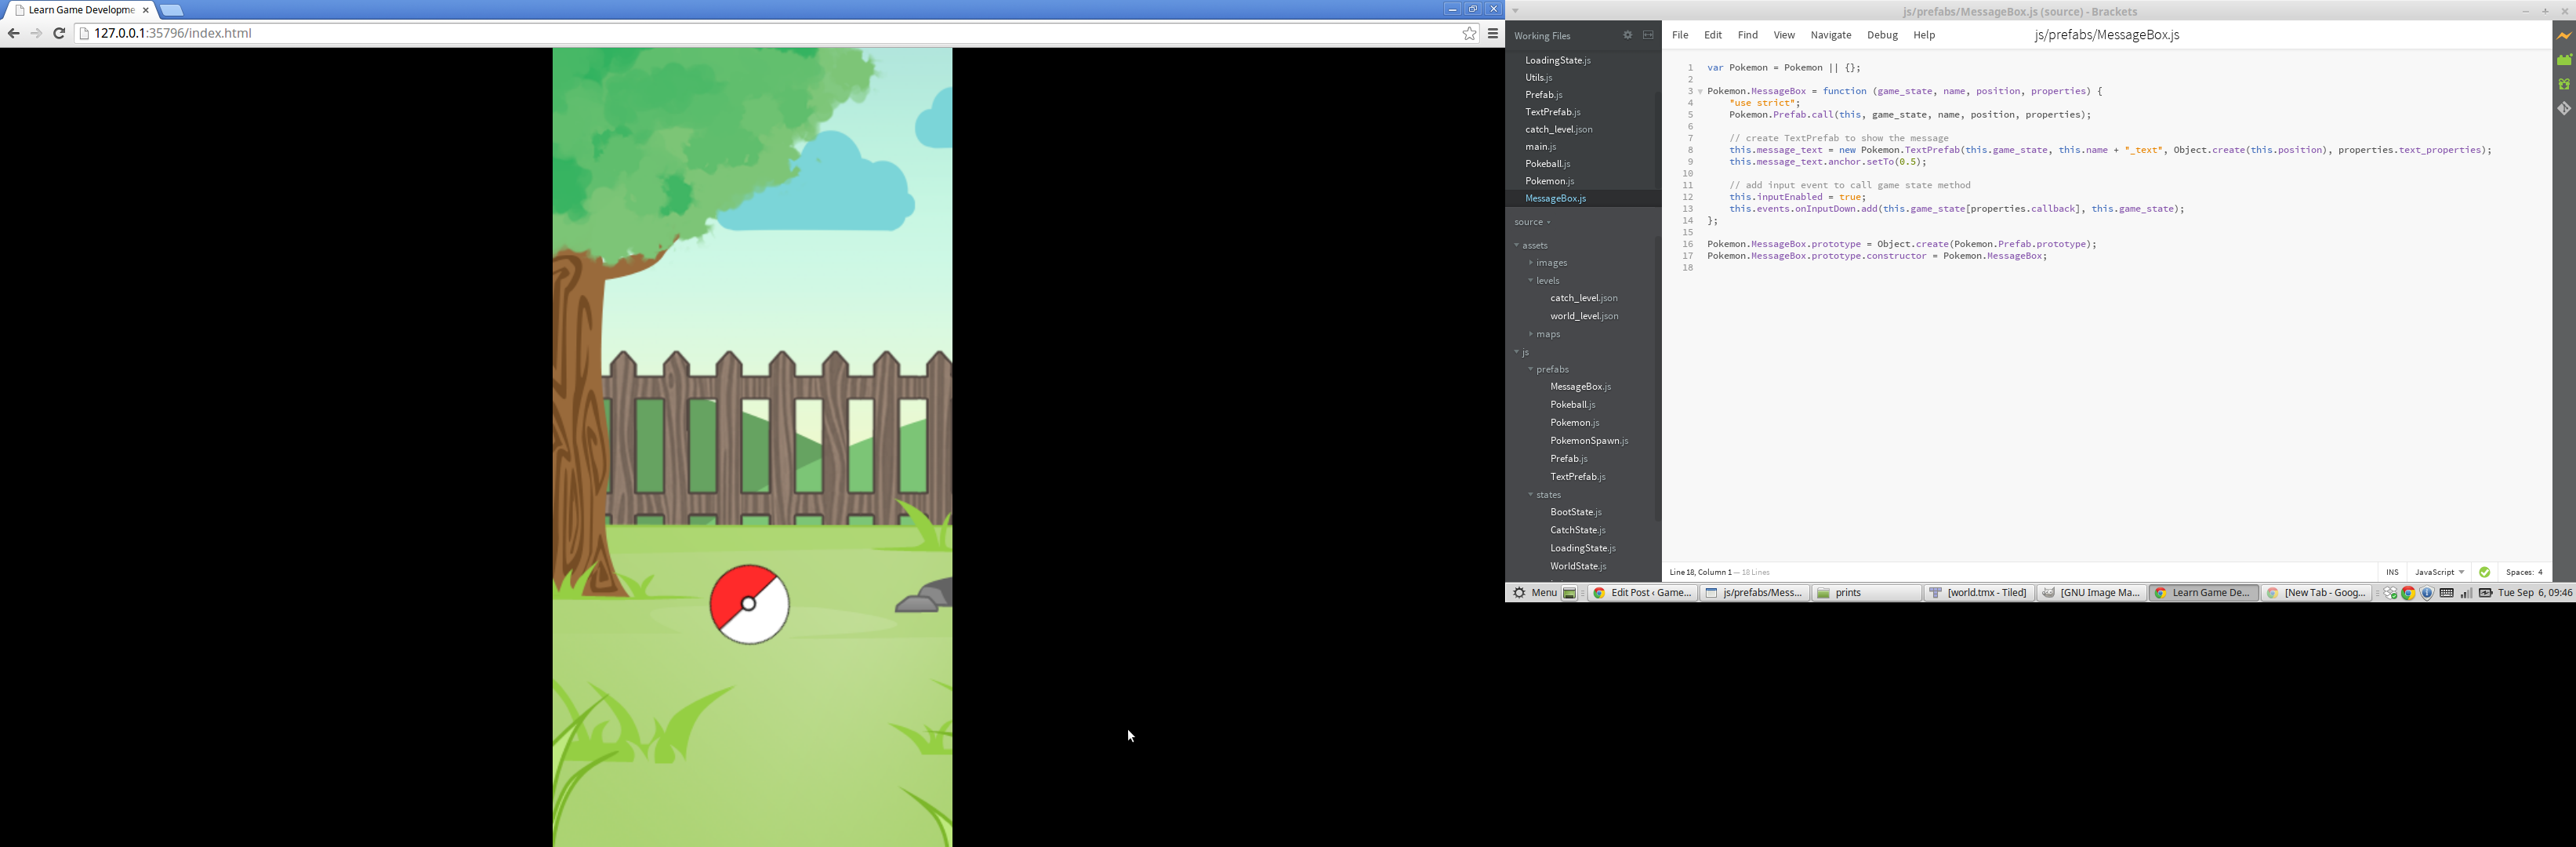 Learn Game Developme
127.0.0.1:35796/index.html
js/prefabs/MessageBox.js (source) - Brackets
Working Files
File Edit Find View Navigate Debug Help
js/prefabs/MessageBox.js
LoadingState.js
Utils.js
Prefab.js
TextPrefab.js
catch_level.json
main.js
Pokeball.js
Pokemon.js
MessageBox.js
source
assets
images
levels
catch_level.json
world_level.json
maps
js
prefabs
MessageBox.js
Pokeball.js
Pokemon.js
PokemonSpawn.js
Prefab.js
TextPrefab.js
states
BootState.js
CatchState.js
LoadingState.js
WorldState.js
1 var Pokemon = Pokemon || {};
2
3 Pokemon.MessageBox = function (game_state, name, position, properties) {
4 "use strict";
5 Pokemon.Prefab.call(this, game_state, name, position, properties);
6
7 // create TextPrefab to show the message
8 this.message_text = new Pokemon.TextPrefab(this.game_state, this.name + "_text", Object.create(this.position), properties.text_properties);
9 this.message_text.anchor.setTo(0.5);
10
11 // add input event to call game state method
12 this.inputEnabled = true;
13 this.events.onInputDown.add(this.game_state[properties.callback], this.game_state);
14 };
15
16 Pokemon.MessageBox.prototype = Object.create(Pokemon.Prefab.prototype);
17 Pokemon.MessageBox.prototype.constructor = Pokemon.MessageBox;
18
Line 18, Column 1 — 18 Lines
INS JavaScript Spaces: 4
Menu Edit Post ‹ Game... js/prefabs/Mess... prints [world.tmx - Tiled] [GNU Image Ma... Learn Game De... [New Tab - Goog... Tue Sep 6, 09:46